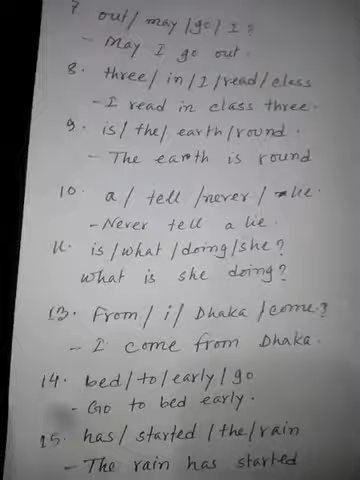 7 out/ may /go/ I?
- May I go out.
8. three/ in/I/read/class
- I read in class three.
9. is/ the/ earth/round.
- The earth is round
10. a/ tell /never/ lie.
- Never tell a lie.
11. is/what/doing/she?
What is she doing?
13. From/ i/ Dhaka /come?
- I come from Dhaka.
14. bed/to/early/go
- Go to bed early.
15. has/ started /the/rain
- The rain has started